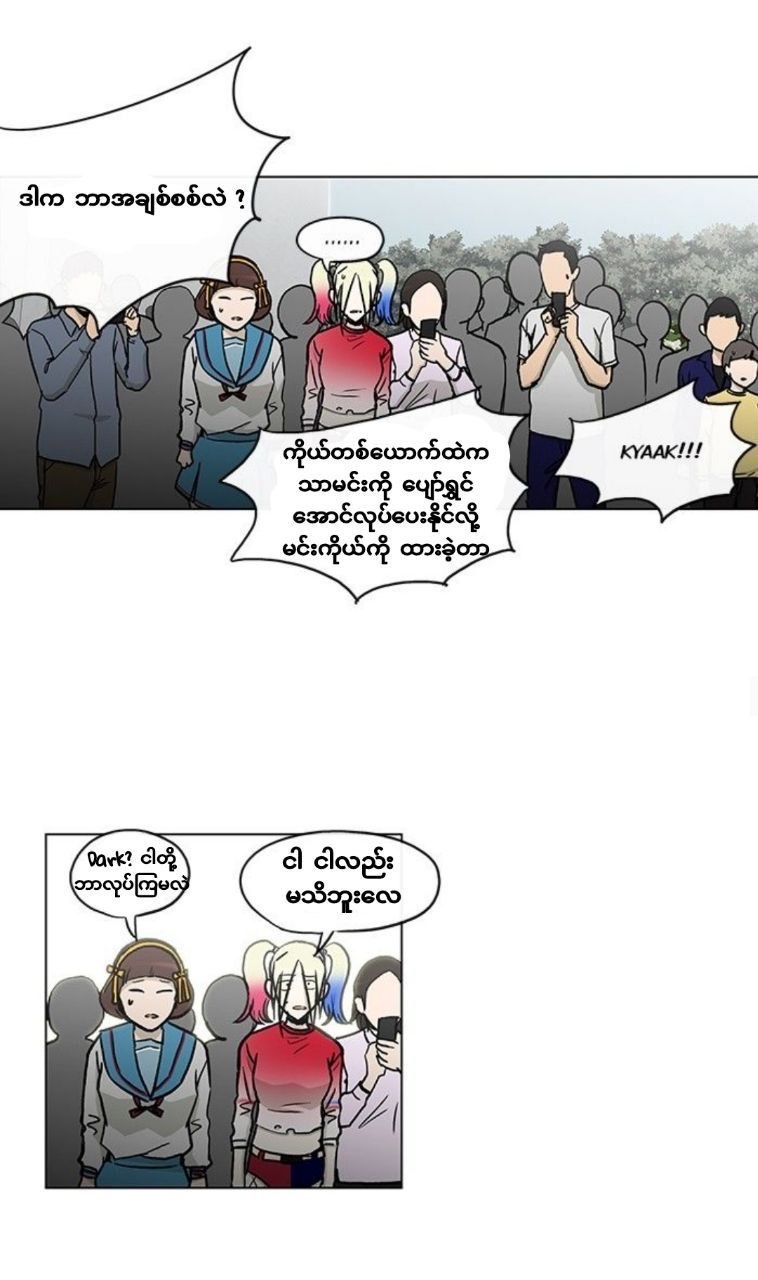 ဒါက ဘာအချစ်စစ်လဲ ?
......
ကိုယ်တစ်ယောက်ထဲက
သာမင်းကို ပျော်ရွှင်
အောင်လုပ်ပေးနိုင်လို့
မင်းကိုယ်ကို ထားခဲ့တာ
KYAAK!!!
Dark? ငါတို့
ဘာလုပ်ကြမလဲ
ငါ ငါလည်း
မသိဘူးလေ